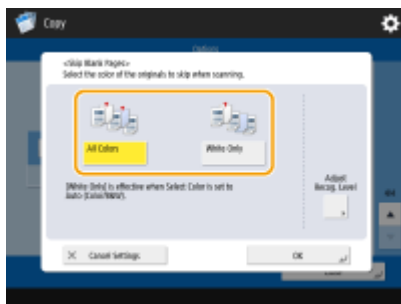 Copy
Options
<Skip Blank Pages>
Select the color of the originals to skip when scanning.
All Colors
White Only
[White Only] is effective when Select Color is set to
Auto (Color/B&W).
Adjust
Recog. Level
Cancel Settings
OK